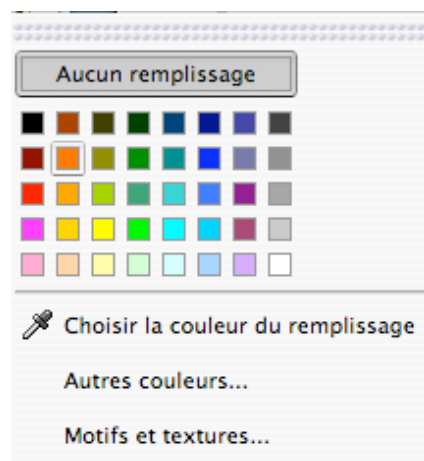 Aucun remplissage
Choisir la couleur du remplissage
Autres couleurs...
Motifs et textures...